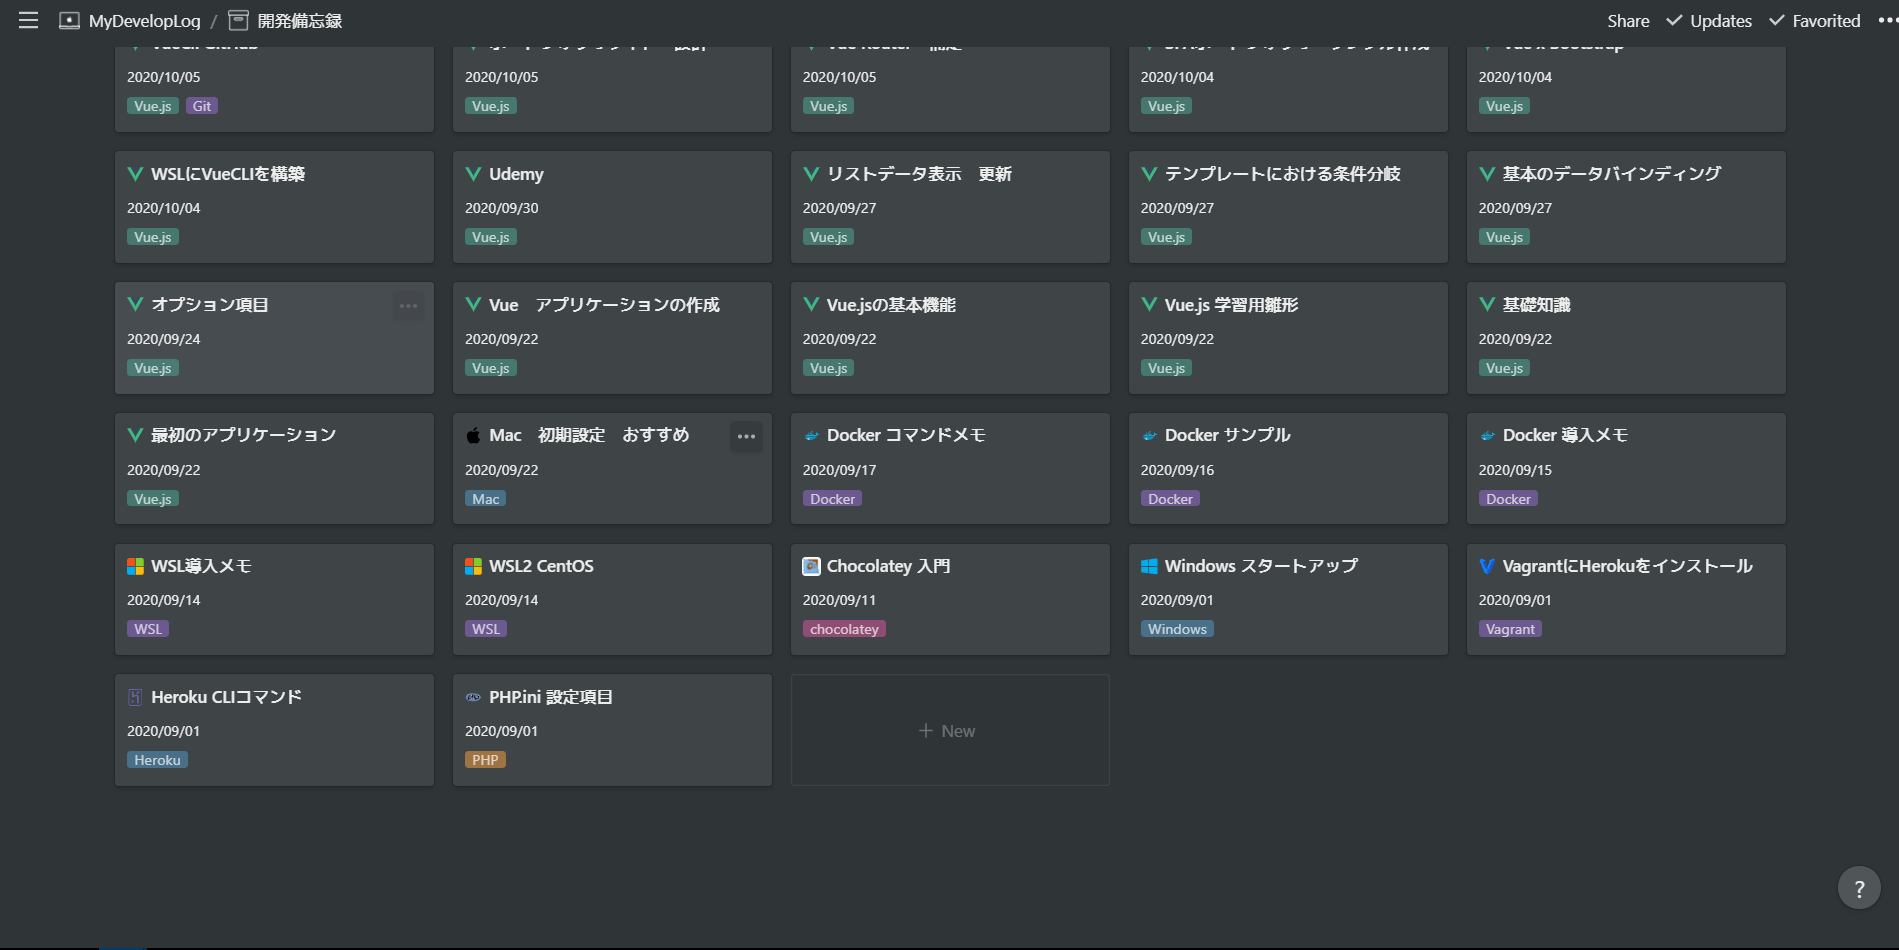 MyDevelopLog / 開発備忘録
Share Updates Favorited
2020/10/05
Vue.js Git
2020/10/05
Vue.js
2020/10/05
Vue.js
2020/10/04
Vue.js
2020/10/04
Vue.js
WSLにVueCLIを構築
2020/10/04
Vue.js
Udemy
2020/09/30
Vue.js
リストデータ表示　更新
2020/09/27
Vue.js
テンプレートにおける条件分岐
2020/09/27
Vue.js
基本のデータバインディング
2020/09/27
Vue.js
オプション項目
2020/09/24
Vue.js
Vue　アプリケーションの作成
2020/09/22
Vue.js
Vue.jsの基本機能
2020/09/22
Vue.js
Vue.js 学習用雛形
2020/09/22
Vue.js
基礎知識
2020/09/22
Vue.js
最初のアプリケーション
2020/09/22
Vue.js
Mac　初期設定　おすすめ
2020/09/22
Mac
Docker コマンドメモ
2020/09/17
Docker
Docker サンプル
2020/09/16
Docker
Docker 導入メモ
2020/09/15
Docker
WSL導入メモ
2020/09/14
WSL
WSL2 CentOS
2020/09/14
WSL
Chocolatey 入門
2020/09/11
chocolatey
Windows スタートアップ
2020/09/01
Windows
VagrantにHerokuをインストール
2020/09/01
Vagrant
Heroku CLIコマンド
2020/09/01
Heroku
PHP.ini 設定項目
2020/09/01
PHP
+ New
?